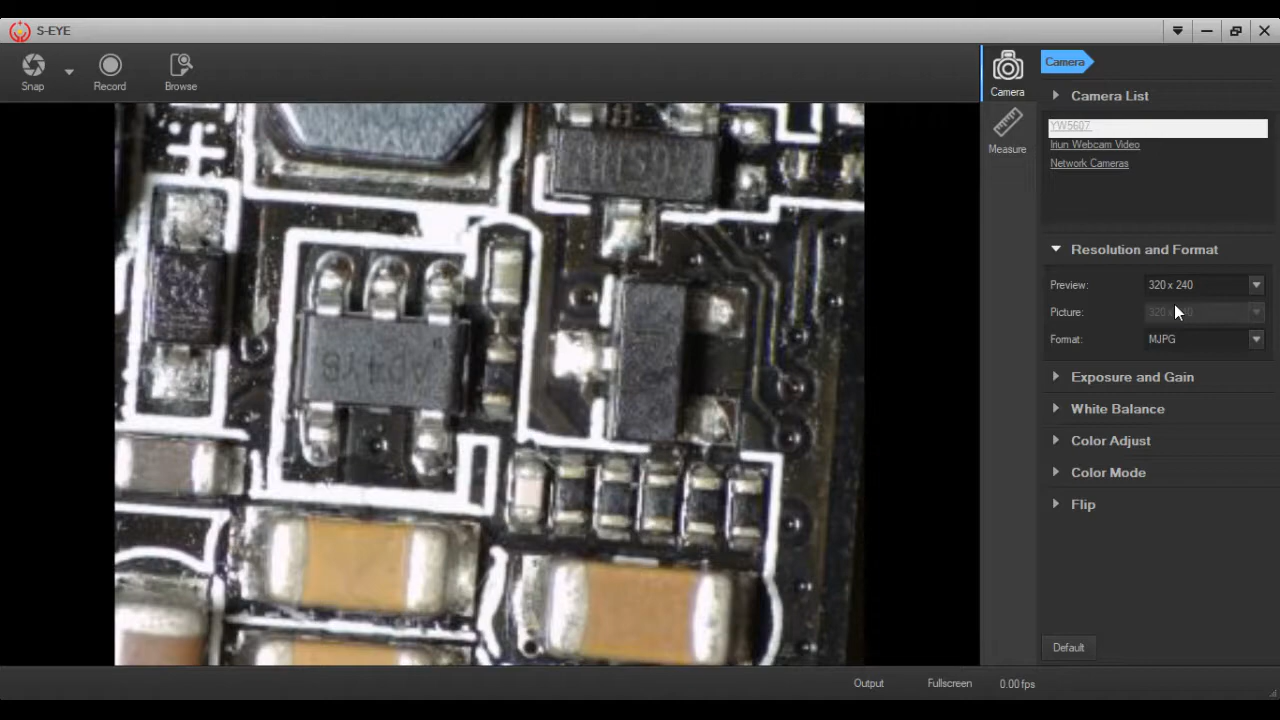 S-EYE
Snap
Record
Browse
Camera
Measure
Camera
Camera List
YW5607
Iriun Webcam Video
Network Cameras
Resolution and Format
Preview: 320 x 240
Picture:
Format: MJPG
Exposure and Gain
White Balance
Color Adjust
Color Mode
Flip
Default
Output
Fullscreen
0.00 fps